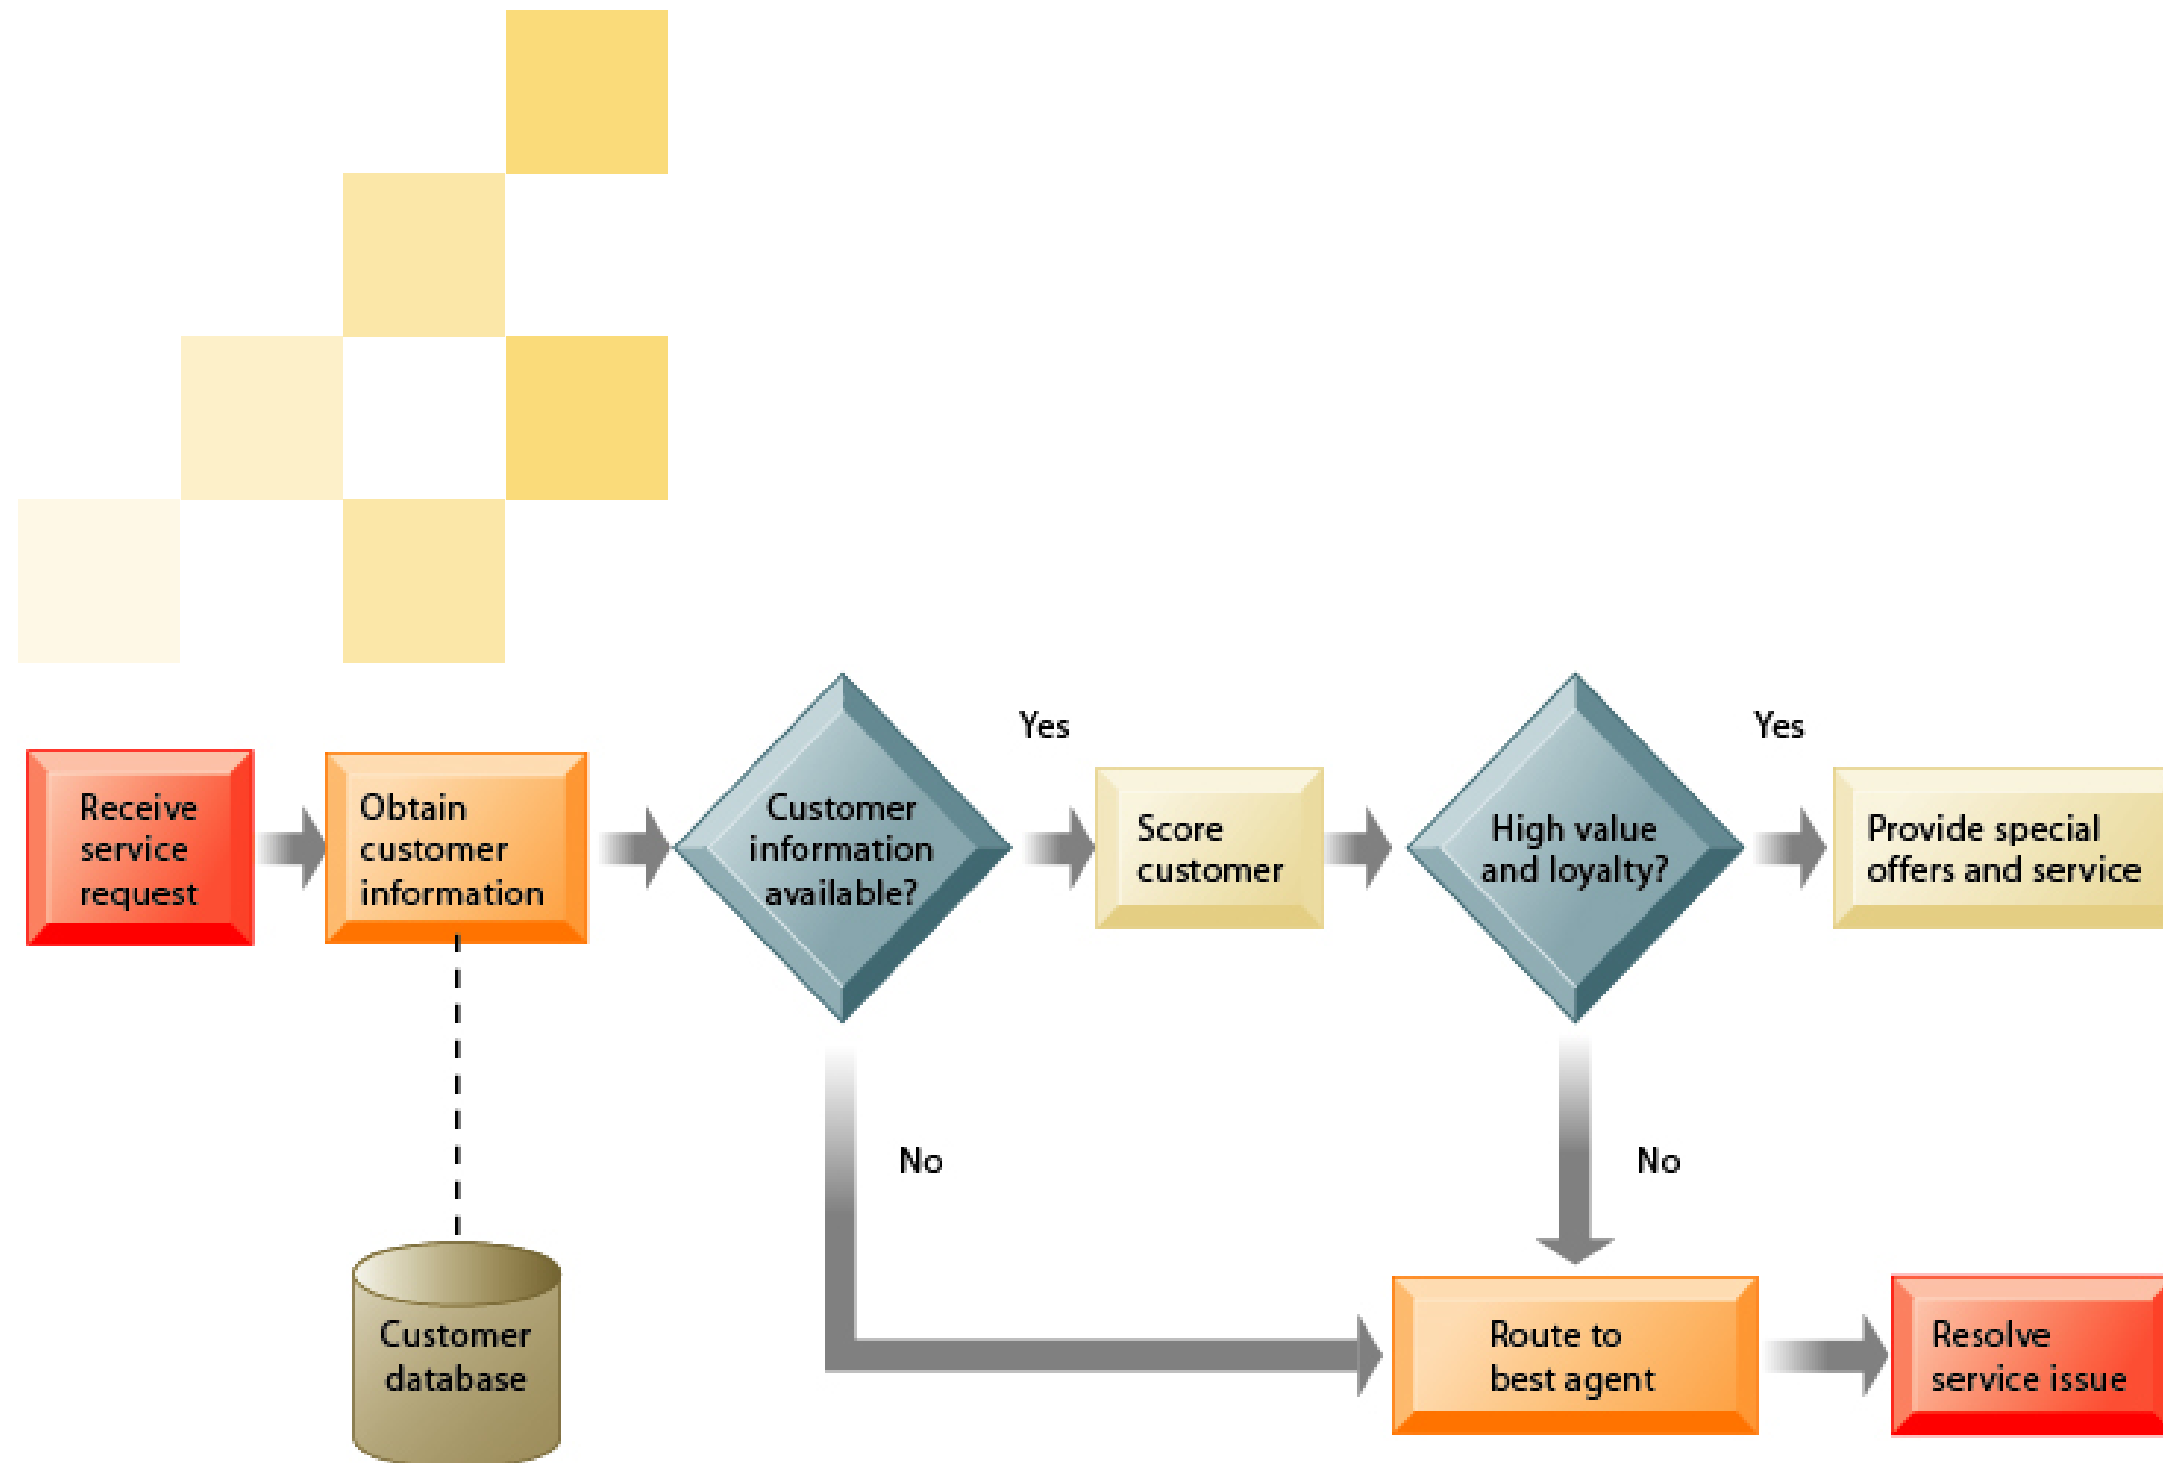 Yes
Yes
Receive
service
request
Obtain
customer
information
Customer
information
available?
Score
customer
High value
and loyalty?
Provide special
offers and service
No
No
Customer
database
Route to
best agent
Resolve
service issue